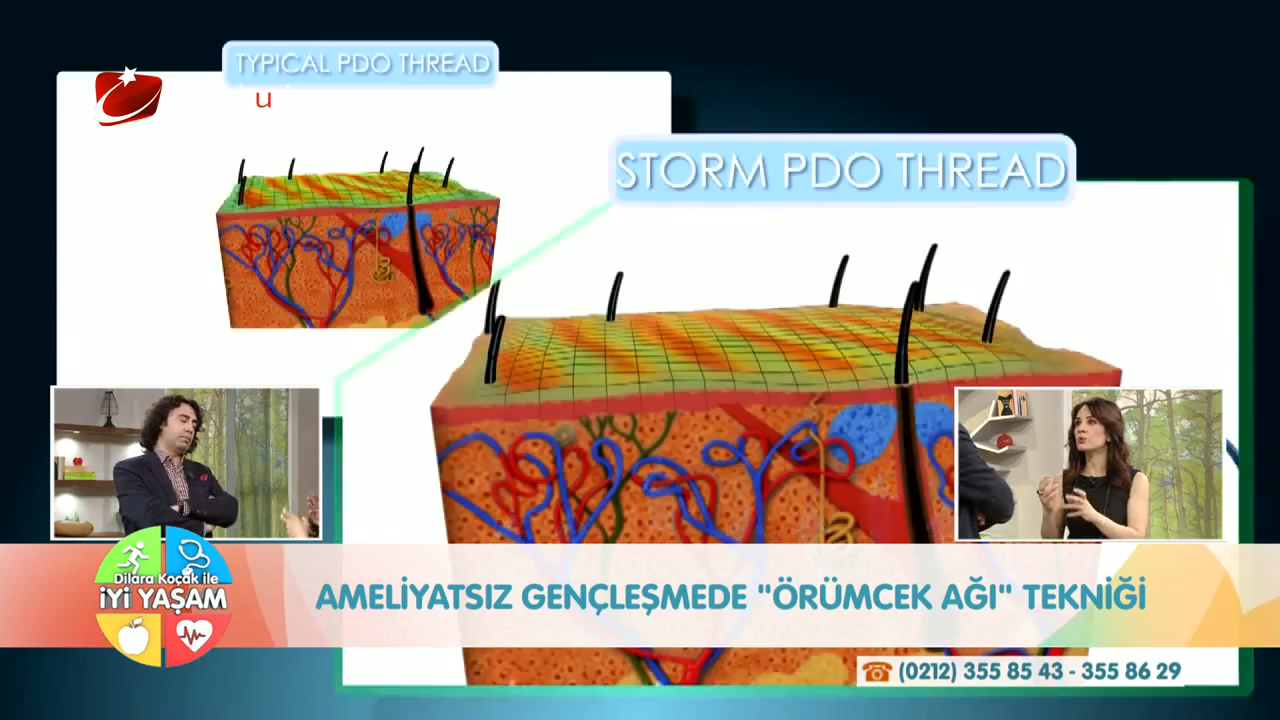 TYPICAL PDO THREAD
u
STORM PDO THREAD
Dilara Koçak ile
iYi YAŞAM
AMELİYATSIZ GENÇLEŞMEDE "ÖRÜMCEK AĞI" TEKNİĞİ
(0212) 355 85 43 - 355 86 29